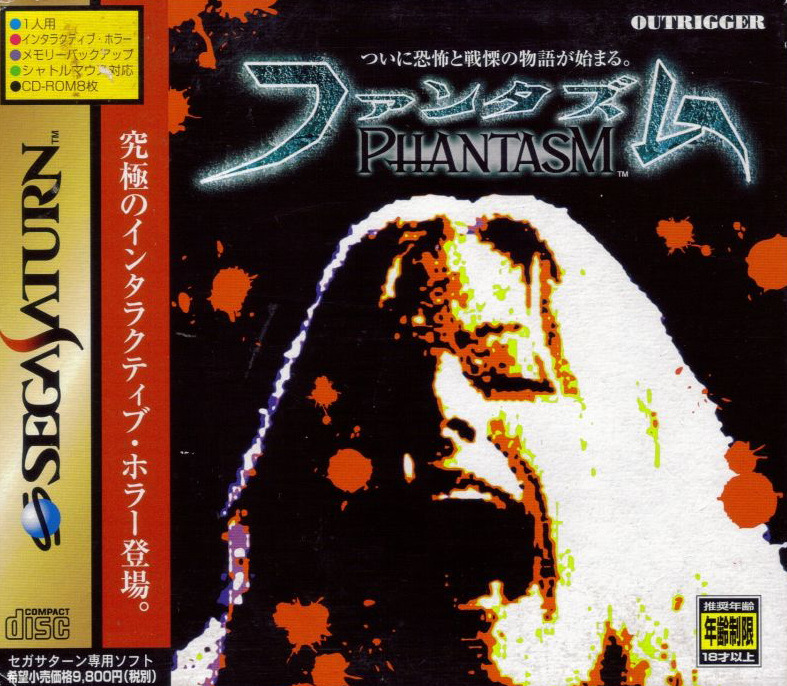 ●1人用
●インタラクティブ・ホラー
●メモリーバックアップ
●シャトルマウス対応
●CD-ROM8枚
SEGA SATURN™
COMPACT
disc
セガサターン専用ソフト
希望小売価格9,800円(税別)
究極のインタラクティブ・ホラー登場。
OUTRIGGER
ついに恐怖と戦慄の物語が始まる。
ファンタズム
PHANTASM™
推奨年齢
年齢制限
18才以上